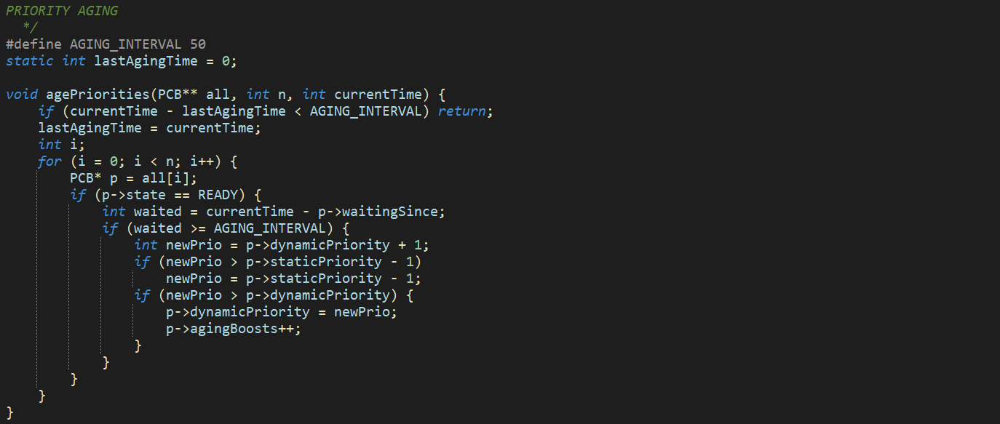 PRIORITY AGING
*/
#define AGING_INTERVAL 50
static int lastAgingTime = 0;
void agePriorities(PCB** all, int n, int currentTime) {
if (currentTime - lastAgingTime < AGING_INTERVAL) return;
lastAgingTime = currentTime;
int i;
for (i = 0; i < n; i++) {
PCB* p = all[i];
if (p->state == READY) {
int waited = currentTime - p->waitingSince;
if (waited >= AGING_INTERVAL) {
int newPrio = p->dynamicPriority + 1;
if (newPrio > p->staticPriority - 1)
newPrio = p->staticPriority - 1;
if (newPrio > p->dynamicPriority) {
p->dynamicPriority = newPrio;
p->agingBoosts++;
}
}
}
}
}